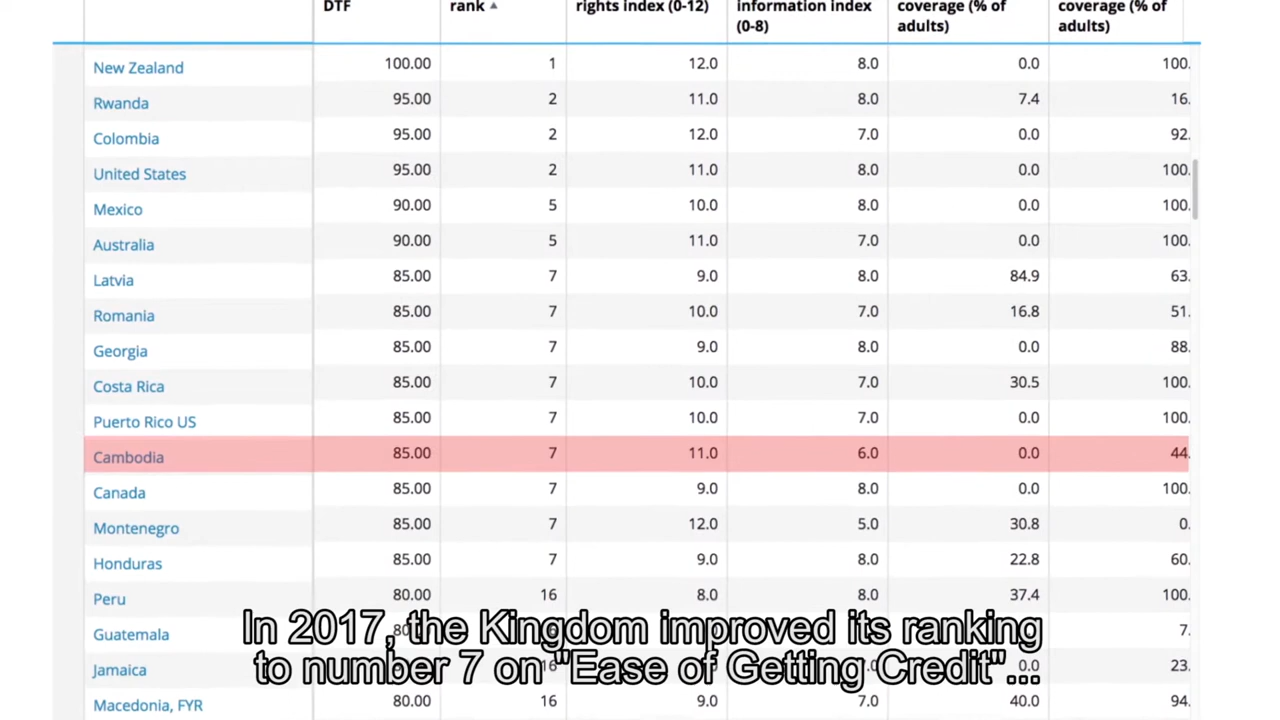 DTF rank ▲ rights index (0-12) information index coverage (% of coverage (% of
(0-8) adults) adults)
New Zealand 100.00 1 12.0 8.0 0.0 100.
Rwanda 95.00 2 11.0 8.0 7.4 16.
Colombia 95.00 2 12.0 7.0 0.0 92.
United States 95.00 2 11.0 8.0 0.0 100.
Mexico 90.00 5 10.0 8.0 0.0 100.
Australia 90.00 5 11.0 7.0 0.0 100.
Latvia 85.00 7 9.0 8.0 84.9 63.
Romania 85.00 7 10.0 7.0 16.8 51.
Georgia 85.00 7 9.0 8.0 0.0 88.
Costa Rica 85.00 7 10.0 7.0 30.5 100.
Puerto Rico US 85.00 7 10.0 7.0 0.0 100.
Cambodia 85.00 7 11.0 6.0 0.0 44.
Canada 85.00 7 9.0 8.0 0.0 100.
Montenegro 85.00 7 12.0 5.0 30.8 0.
Honduras 85.00 7 9.0 8.0 22.8 60.
Peru 80.00 16 8.0 8.0 37.4 100.
Guatemala 7.
Jamaica 16 0.0 23.
Macedonia, FYR 80.00 16 9.0 7.0 40.0 94.
In 2017, the Kingdom improved its ranking
to number 7 on "Ease of Getting Credit"...